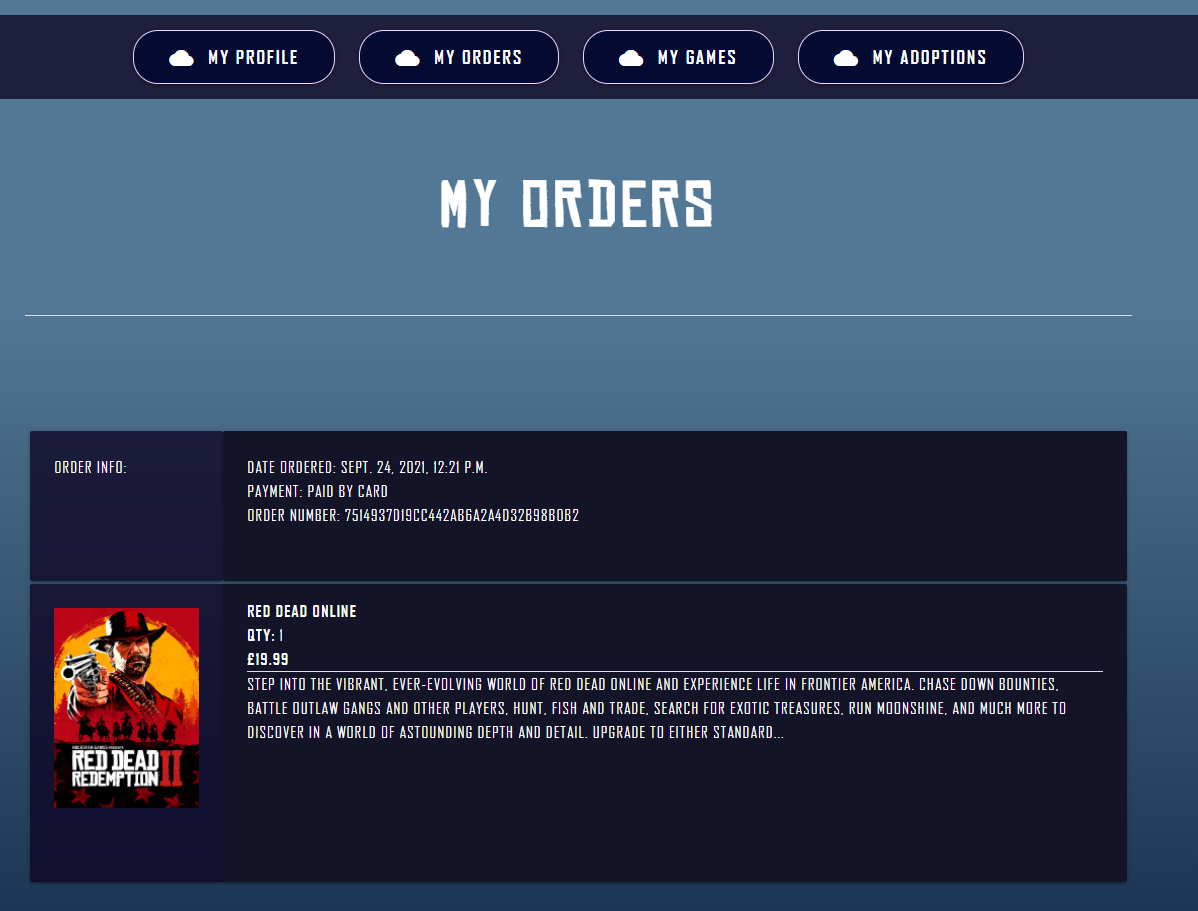 MY PROFILE
MY ORDERS
MY GAMES
MY ADOPTIONS
MY ORDERS
ORDER INFO:
DATE ORDERED: SEPT. 24, 2021, 12:21 P.M.
PAYMENT: PAID BY CARD
ORDER NUMBER: 7514937D19CC442AB6A2A4D32B98B0B2
RED DEAD ONLINE
QTY: 1
£19.99
STEP INTO THE VIBRANT, EVER-EVOLVING WORLD OF RED DEAD ONLINE AND EXPERIENCE LIFE IN FRONTIER AMERICA. CHASE DOWN BOUNTIES,
BATTLE OUTLAW GANGS AND OTHER PLAYERS, HUNT, FISH AND TRADE, SEARCH FOR EXOTIC TREASURES, RUN MOONSHINE, AND MUCH MORE TO
DISCOVER IN A WORLD OF ASTOUNDING DEPTH AND DETAIL. UPGRADE TO EITHER STANDARD...
RED DEAD
REDEMPTION II